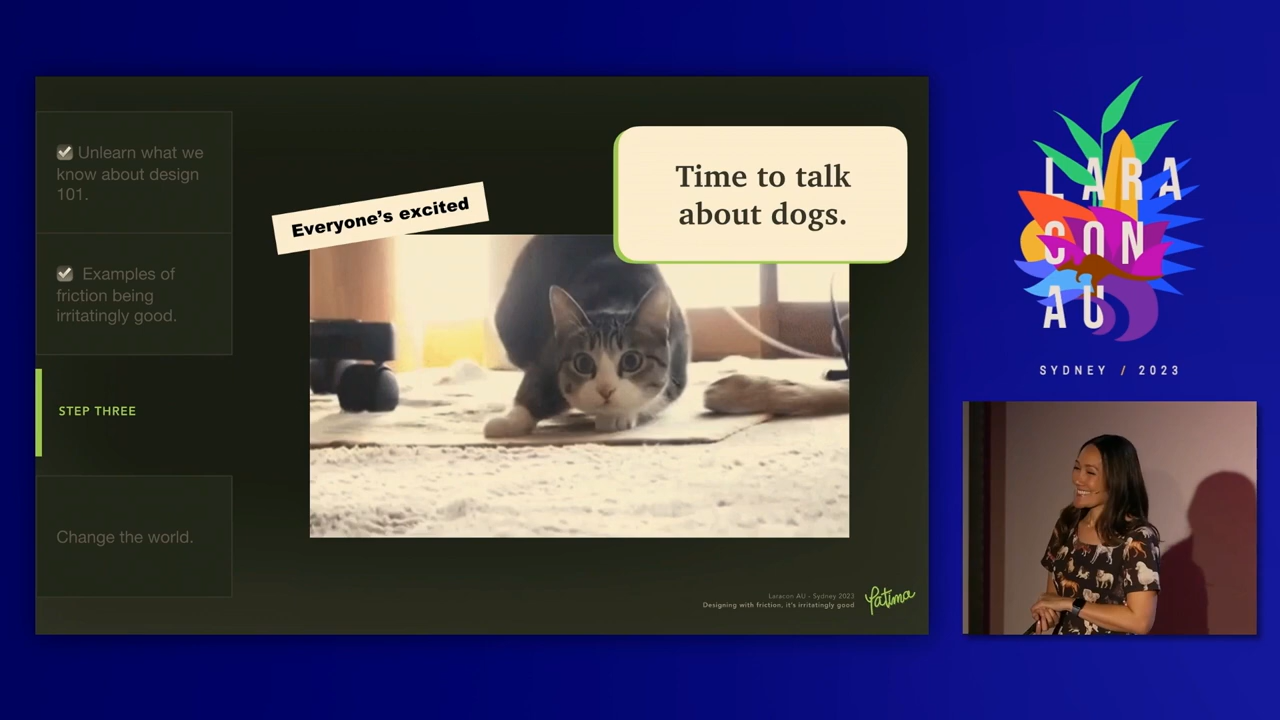 ☑ Unlearn what we
know about design
101.
☑ Examples of
friction being
irritatingly good.
STEP THREE
Change the world.
Everyone's excited
Time to talk
about dogs.
Laracon AU - Sydney 2023
Designing with friction, it's irritatingly good
Yatima
LARA
CON
AU
SYDNEY / 2023